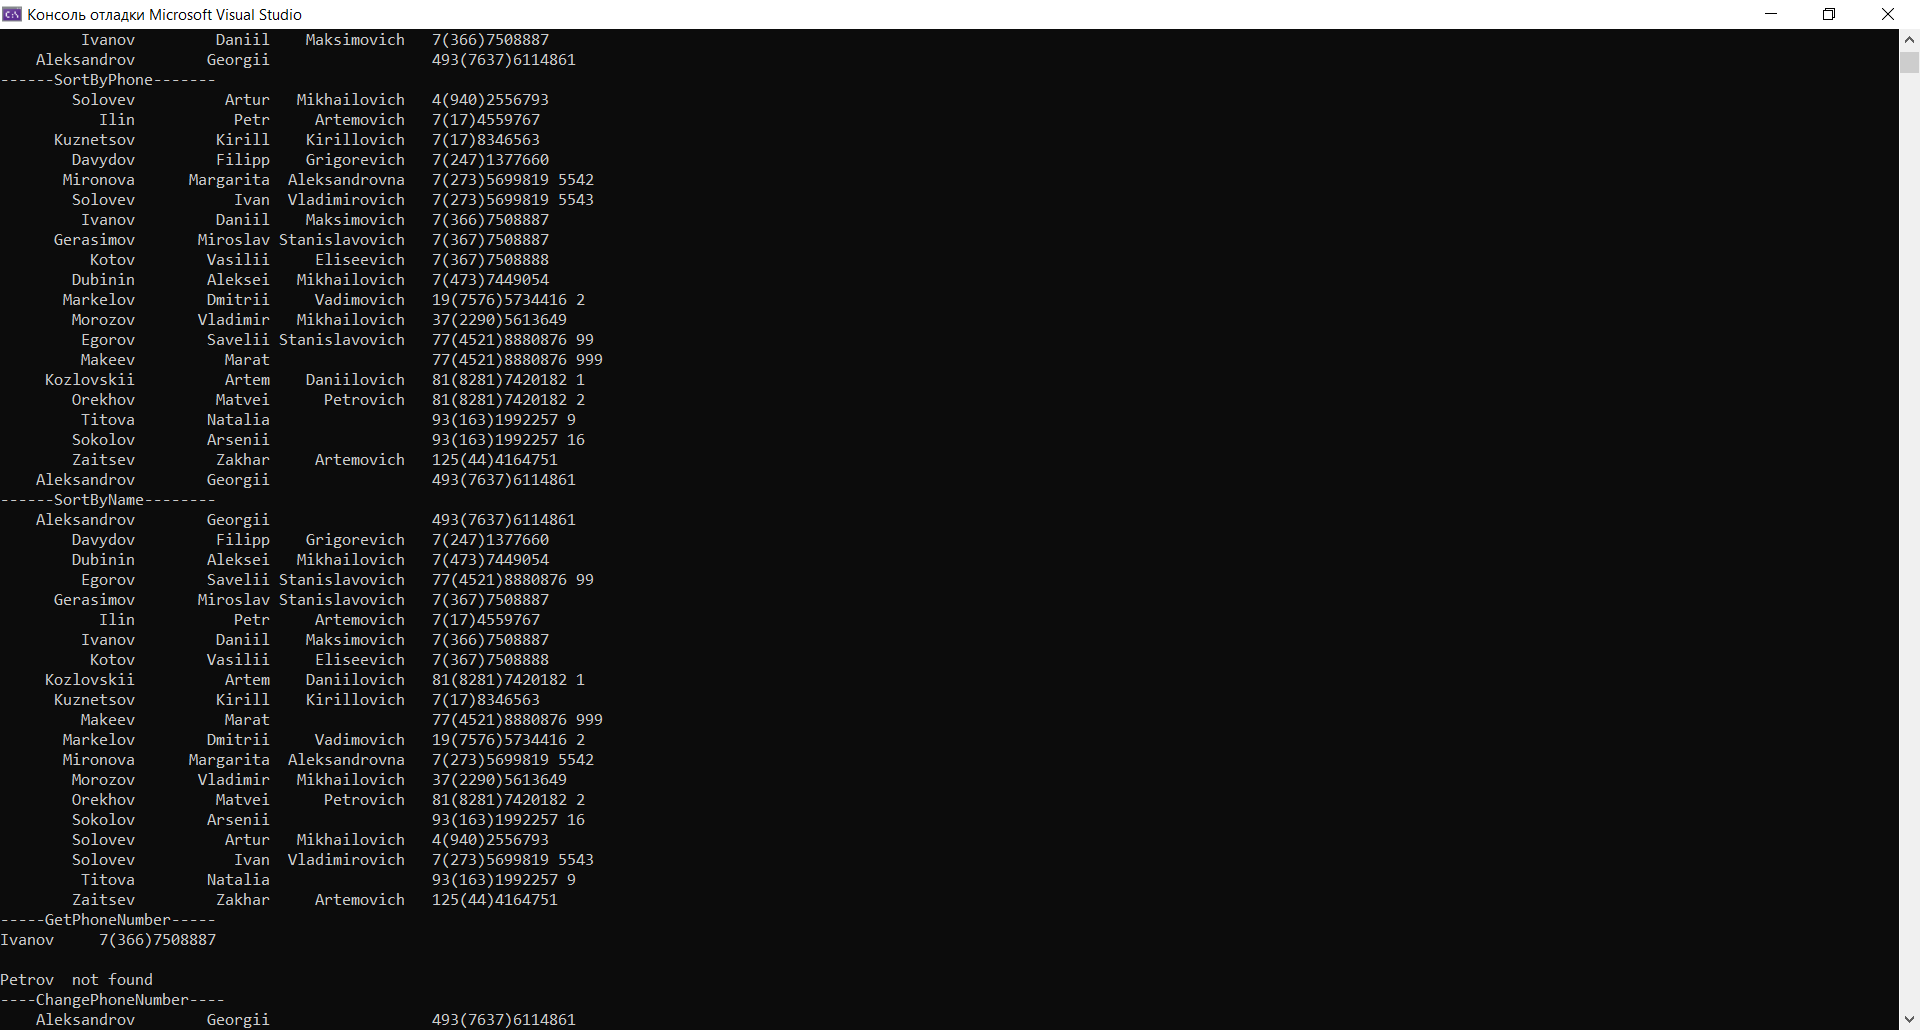 Консоль отладки Microsoft Visual Studio
Ivanov Daniil Maksimovich 7(366)7508887
Aleksandrov Georgii 493(7637)6114861
------SortByPhone-------
Solovev Artur Mikhailovich 4(940)2556793
Ilin Petr Artemovich 7(17)4559767
Kuznetsov Kirill Kirillovich 7(17)8346563
Davydov Filipp Grigorevich 7(247)1377660
Mironova Margarita Aleksandrovna 7(273)5699819 5542
Solovev Ivan Vladimirovich 7(273)5699819 5543
Ivanov Daniil Maksimovich 7(366)7508887
Gerasimov Miroslav Stanislavovich 7(367)7508887
Kotov Vasilii Eliseevich 7(367)7508888
Dubinin Aleksei Mikhailovich 7(473)7449054
Markelov Dmitrii Vadimovich 19(7576)5734416 2
Morozov Vladimir Mikhailovich 37(2290)5613649
Egorov Savelii Stanislavovich 77(4521)8880876 99
Makeev Marat 77(4521)8880876 999
Kozlovskii Artem Daniilovich 81(8281)7420182 1
Orekhov Matvei Petrovich 81(8281)7420182 2
Titova Natalia 93(163)1992257 9
Sokolov Arsenii 93(163)1992257 16
Zaitsev Zakhar Artemovich 125(44)4164751
Aleksandrov Georgii 493(7637)6114861
------SortByName--------
Aleksandrov Georgii 493(7637)6114861
Davydov Filipp Grigorevich 7(247)1377660
Dubinin Aleksei Mikhailovich 7(473)7449054
Egorov Savelii Stanislavovich 77(4521)8880876 99
Gerasimov Miroslav Stanislavovich 7(367)7508887
Ilin Petr Artemovich 7(17)4559767
Ivanov Daniil Maksimovich 7(366)7508887
Kotov Vasilii Eliseevich 7(367)7508888
Kozlovskii Artem Daniilovich 81(8281)7420182 1
Kuznetsov Kirill Kirillovich 7(17)8346563
Makeev Marat 77(4521)8880876 999
Markelov Dmitrii Vadimovich 19(7576)5734416 2
Mironova Margarita Aleksandrovna 7(273)5699819 5542
Morozov Vladimir Mikhailovich 37(2290)5613649
Orekhov Matvei Petrovich 81(8281)7420182 2
Sokolov Arsenii 93(163)1992257 16
Solovev Artur Mikhailovich 4(940)2556793
Solovev Ivan Vladimirovich 7(273)5699819 5543
Titova Natalia 93(163)1992257 9
Zaitsev Zakhar Artemovich 125(44)4164751
-----GetPhoneNumber-----
Ivanov 7(366)7508887
Petrov not found
----ChangePhoneNumber----
Aleksandrov Georgii 493(7637)6114861